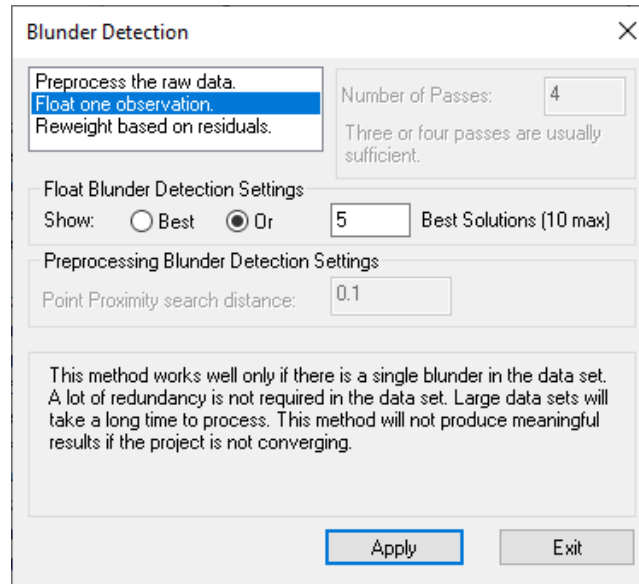 Blunder Detection
Preprocess the raw data.
Float one observation.
Reweight based on residuals.
Number of Passes: 4
Three or four passes are usually
sufficient.
Float Blunder Detection Settings
Show: Best Or 5 Best Solutions (10 max)
Preprocessing Blunder Detection Settings
Point Proximity search distance: 0.1
This method works well only if there is a single blunder in the data set.
A lot of redundancy is not required in the data set. Large data sets will
take a long time to process. This method will not produce meaningful
results if the project is not converging.
Apply Exit